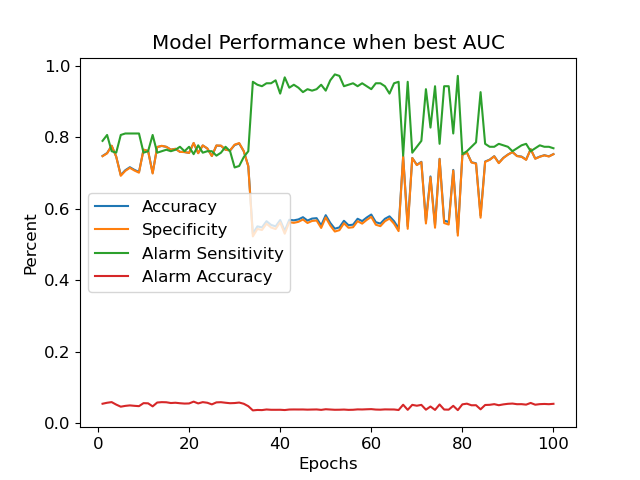 Model Performance when best AUC
1.0
0.8
0.6
0.4
0.2
0.0
Percent
Accuracy
Specificity
Alarm Sensitivity
Alarm Accuracy
0 20 40 60 80 100
Epochs